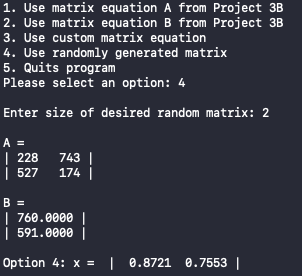 1. Use matrix equation A from Project 3B
2. Use matrix equation B from Project 3B
3. Use custom matrix equation
4. Use randomly generated matrix
5. Quits program
Please select an option: 4
Enter size of desired random matrix: 2
A =
| 228   743 |
| 527   174 |
B =
| 760.0000 |
| 591.0000 |
Option 4: x =  |  0.8721  0.7553 |